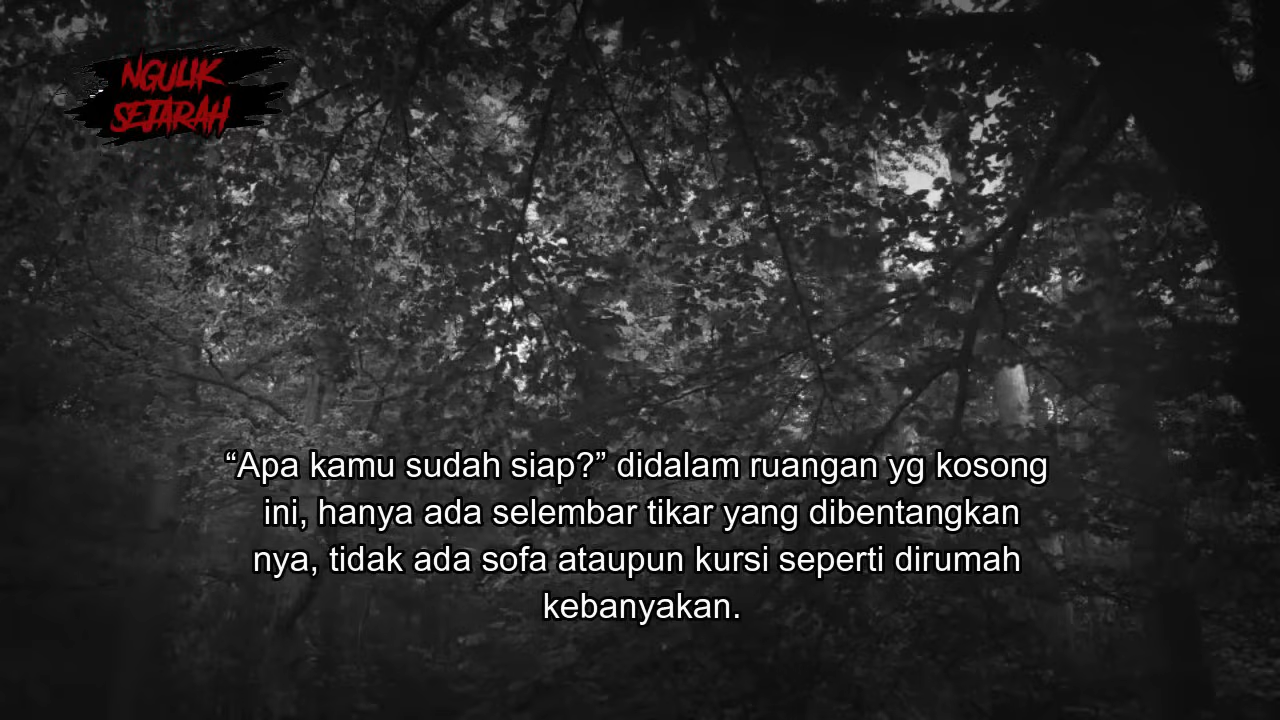 NGULIK
SEJARAH
“Apa kamu sudah siap?” didalam ruangan yg kosong
ini, hanya ada selembar tikar yang dibentangkan
nya, tidak ada sofa ataupun kursi seperti dirumah
kebanyakan.